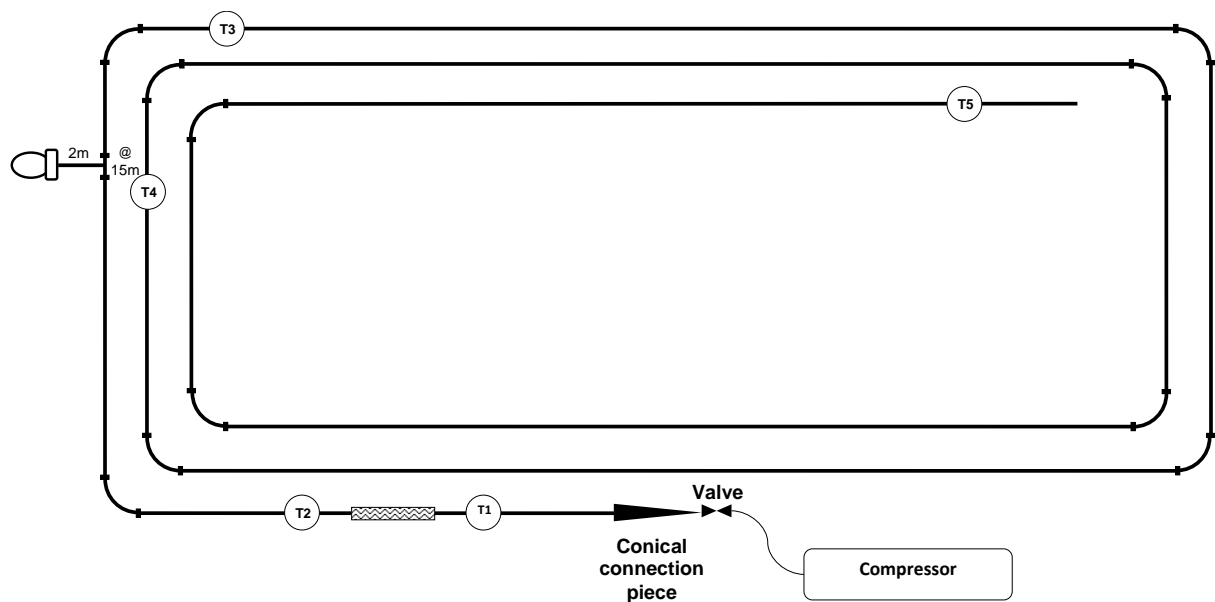 T3
T5
2m
@
15m
T4
T2
T1
Valve
Conical
connection
piece
Compressor